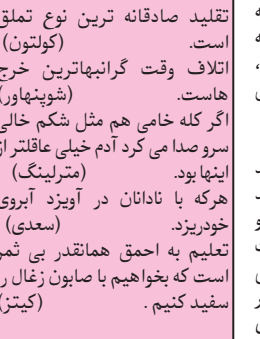 تقلید صادقانه ترین نوع تملق
است. (کولتون)
اتلاف وقت گرانبهاترین خرج
هاست. (شوپنهاور)
اگر کله خامی هم مثل شکم خالی
سرو صدا می کرد آدم خیلی عاقلتر از
اینها بود. (مترلینگ)
هرکه با نادانان در آویزد آبروی
خودریزد. (سعدی)
تعلیم به احمق همانقدر بی ثمر
است که بخواهیم با صابون زغال را
سفید کنیم . (کیتز)